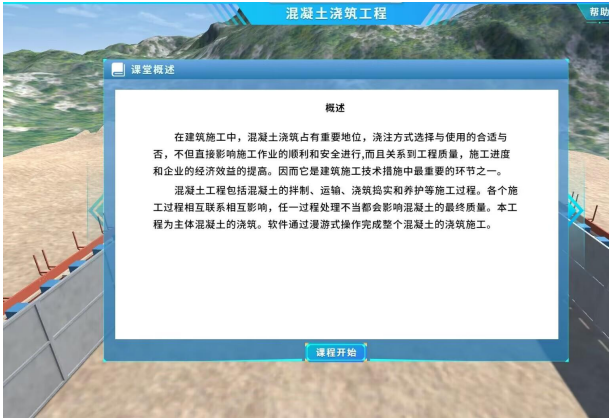 混凝土浇筑工程
帮助
课堂概述
概述
在建筑施工中，混凝土浇筑占有重要地位，浇注方式选择与使用的合适与
否，不但直接影响施工作业的顺利和安全进行,而且关系到工程质量，施工进度
和企业的经济效益的提高。因而它是建筑施工技术措施中最重要的环节之一。
混凝土工程包括混凝土的拌制、运输、浇筑捣实和养护等施工过程。各个施
工过程相互联系相互影响，任一过程处理不当都会影响混凝土的最终质量。本工
程为主体混凝土的浇筑。软件通过漫游式操作完成整个混凝土的浇筑施工。
课程开始